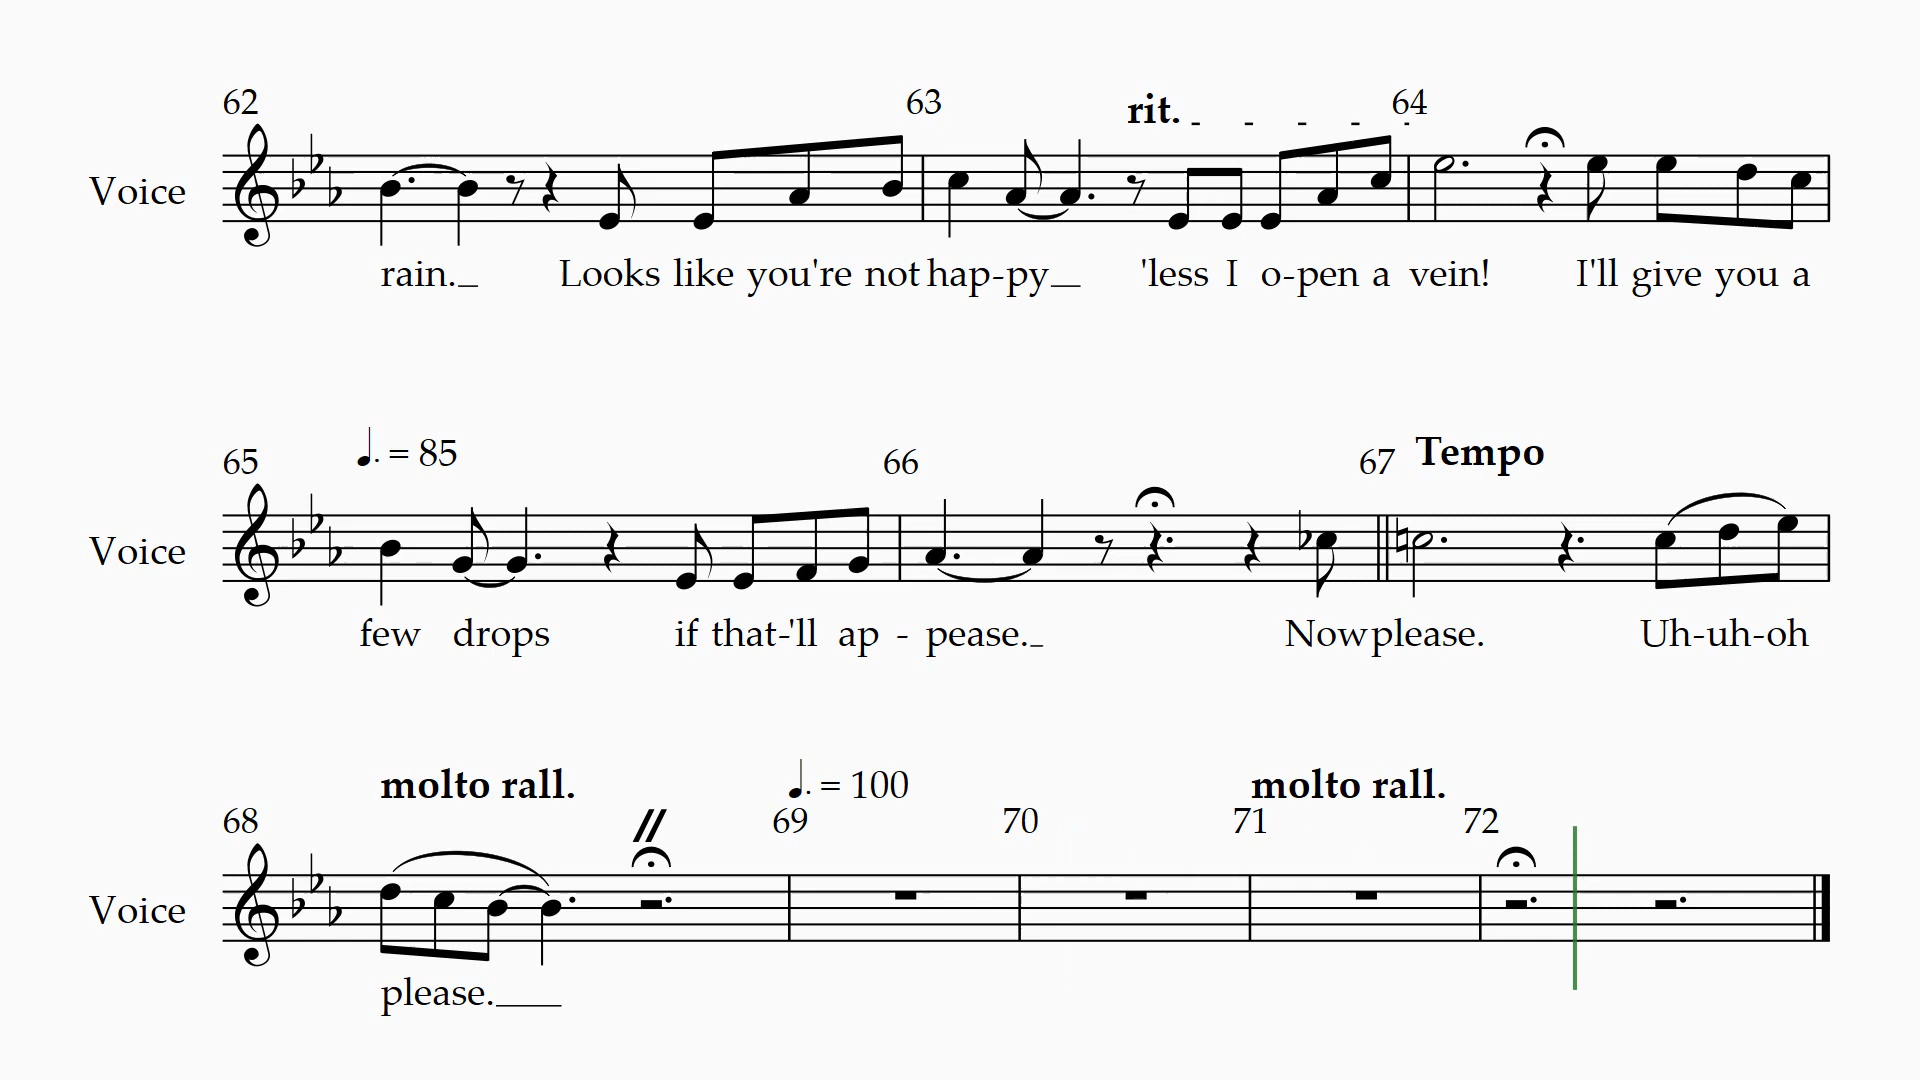 62 63 rit. - - - - - 64
Voice
rain._ Looks like you're not hap-py_ 'less I o-pen a vein! I'll give you a
65 ♩. = 85 66 67 Tempo
Voice
few drops if that-'ll ap - pease._ Now please. Uh-uh-oh
molto rall. ♩. = 100 molto rall.
68 69 70 71 72
Voice
please.___